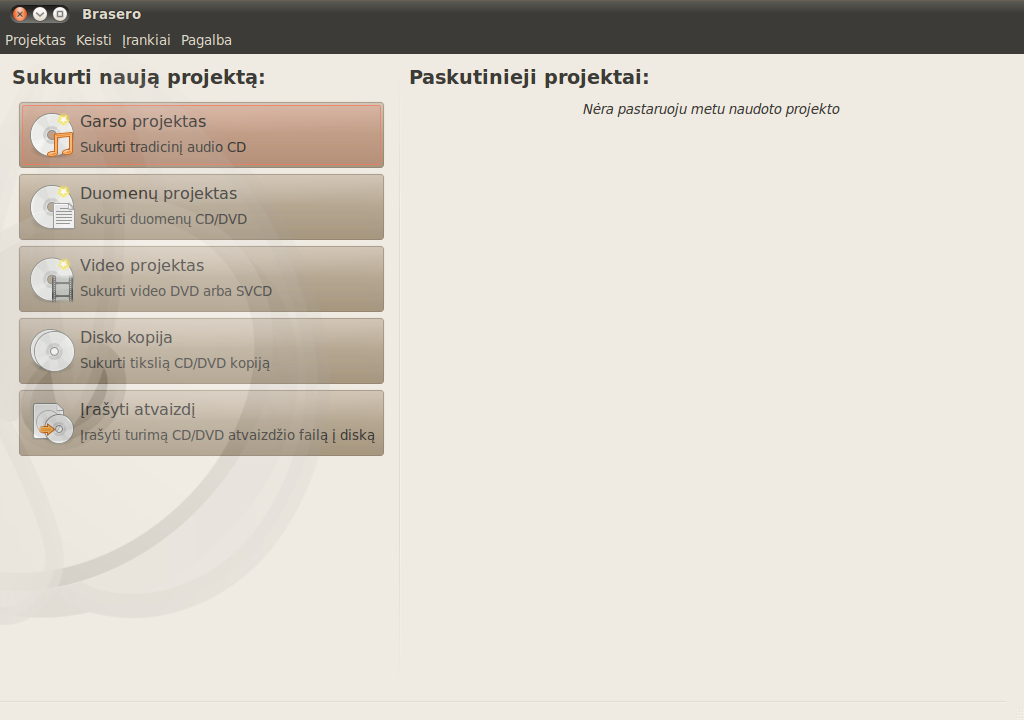 Brasero
Projektas Keisti Įrankiai Pagalba
Sukurti naują projektą:
Garso projektas
Sukurti tradicinį audio CD
Duomenų projektas
Sukurti duomenų CD/DVD
Video projektas
Sukurti video DVD arba SVCD
Disko kopija
Sukurti tikslią CD/DVD kopiją
Įrašyti atvaizdį
Įrašyti turimą CD/DVD atvaizdžio failą į diską
Paskutinieji projektai:
Nėra pastaruoju metu naudoto projekto